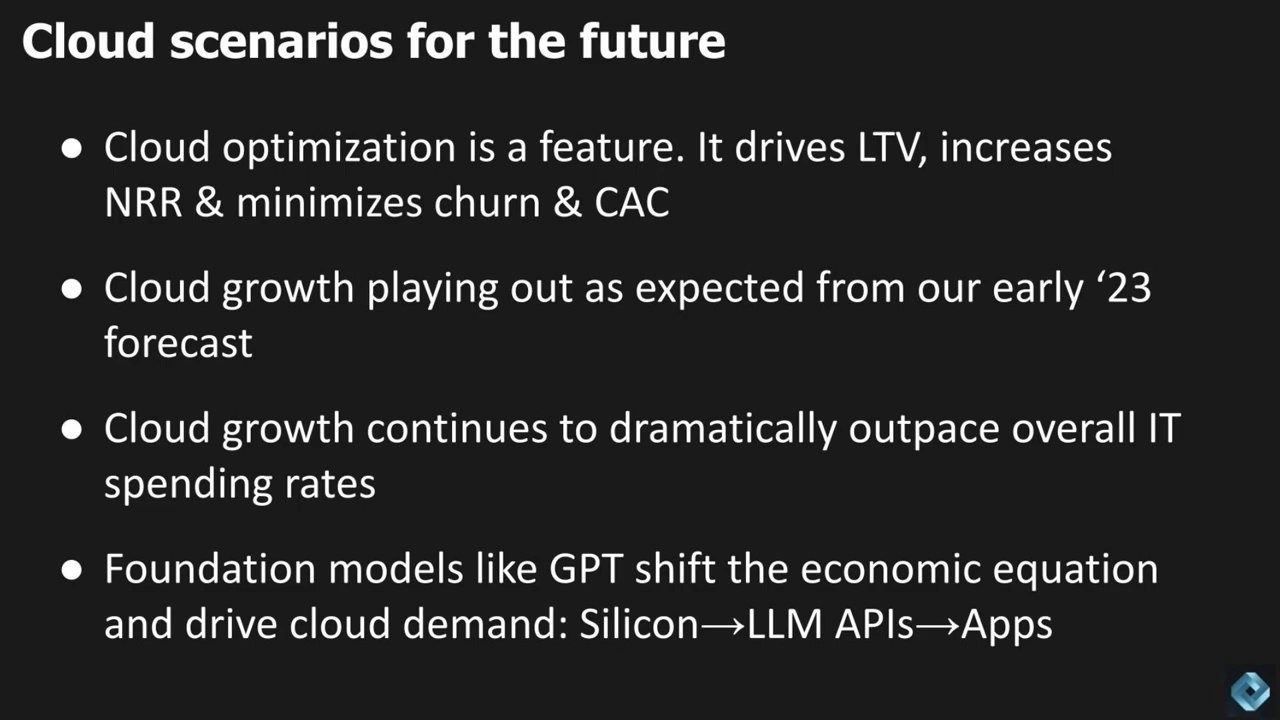 Cloud scenarios for the future
● Cloud optimization is a feature. It drives LTV, increases
NRR & minimizes churn & CAC
● Cloud growth playing out as expected from our early ‘23
forecast
● Cloud growth continues to dramatically outpace overall IT
spending rates
● Foundation models like GPT shift the economic equation
and drive cloud demand: Silicon→LLM APIs→Apps